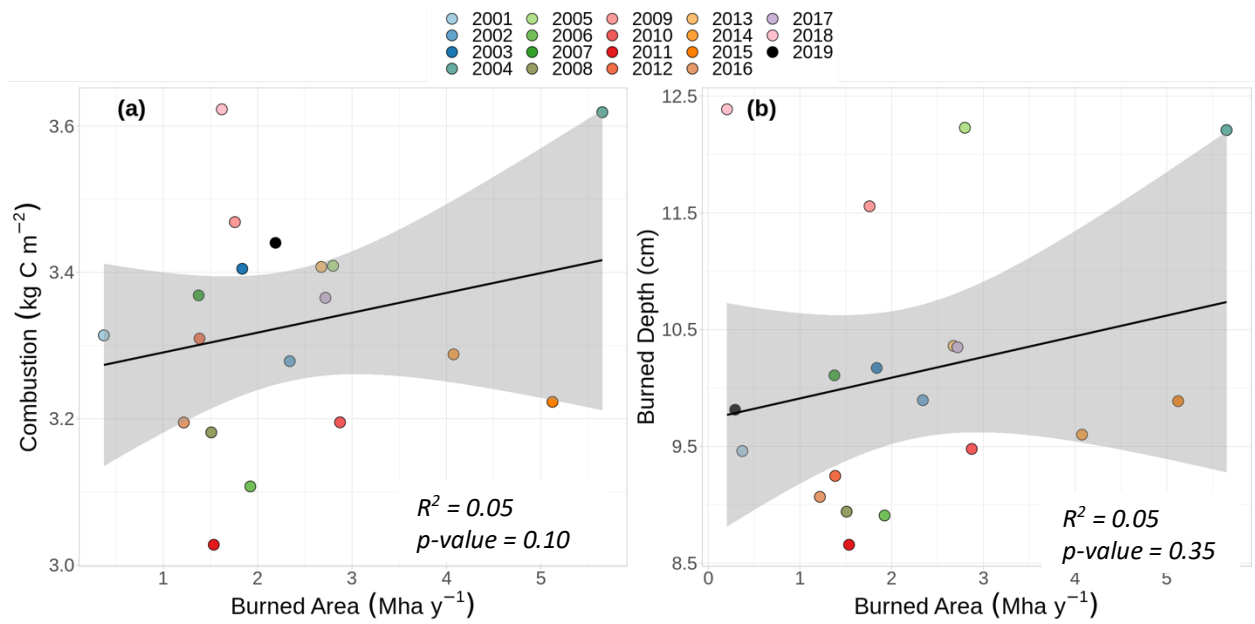 2001 2005 2009 2013 2017
2002 2006 2010 2014 2018
2003 2007 2011 2015 2019
2004 2008 2012 2016
(a)
3.6
3.4
3.2
3.0
Combustion (kg C m⁻²)
R² = 0.05
p-value = 0.10
1 2 3 4 5
Burned Area (Mha y⁻¹)
(b)
12.5
11.5
10.5
9.5
8.5
Burned Depth (cm)
R² = 0.05
p-value = 0.35
0 1 2 3 4 5
Burned Area (Mha y⁻¹)